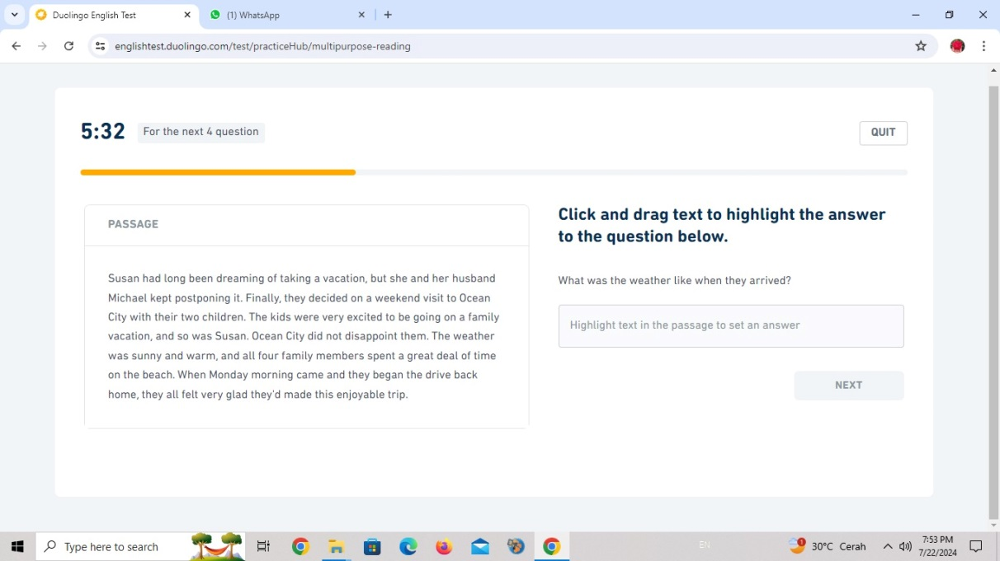 Duolingo English Test
(1) WhatsApp
englishtest.duolingo.com/test/practiceHub/multipurpose-reading
5:32 For the next 4 question
QUIT
PASSAGE
Susan had long been dreaming of taking a vacation, but she and her husband
Michael kept postponing it. Finally, they decided on a weekend visit to Ocean
City with their two children. The kids were very excited to be going on a family
vacation, and so was Susan. Ocean City did not disappoint them. The weather
was sunny and warm, and all four family members spent a great deal of time
on the beach. When Monday morning came and they began the drive back
home, they all felt very glad they'd made this enjoyable trip.
Click and drag text to highlight the answer
to the question below.
What was the weather like when they arrived?
Highlight text in the passage to set an answer
NEXT
Type here to search
EN
1
30°C Cerah
7:53 PM
7/22/2024